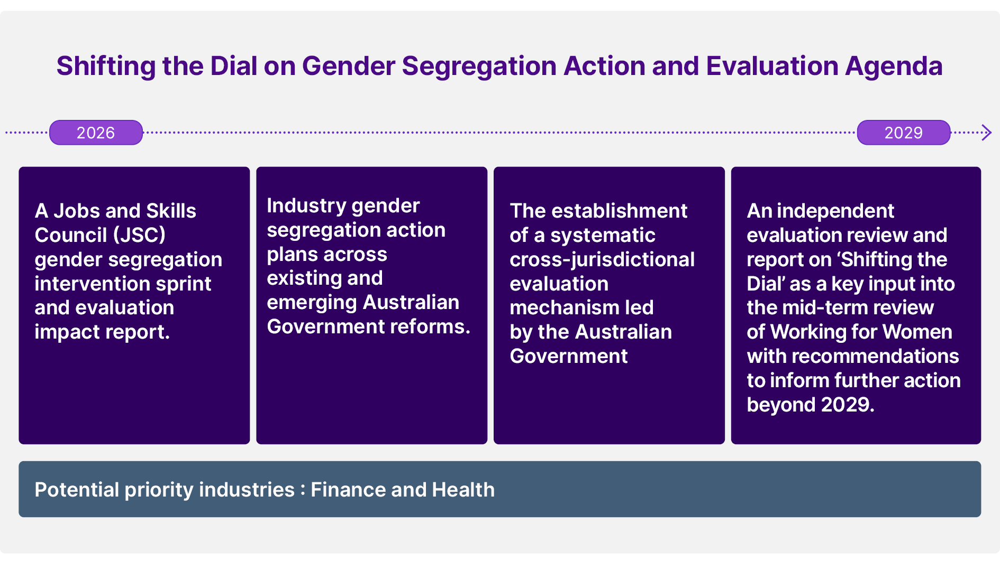 Shifting the Dial on Gender Segregation Action and Evaluation Agenda
2026
2029
A Jobs and Skills
Council (JSC)
gender segregation
intervention sprint
and evaluation
impact report.
Industry gender
segregation action
plans across
existing and
emerging Australian
Government reforms.
The establishment
of a systematic
cross-jurisdictional
evaluation
mechanism led
by the Australian
Government
An independent
evaluation review and
report on ‘Shifting the
Dial’ as a key input into
the mid-term review
of Working for Women
with recommendations
to inform further action
beyond 2029.
Potential priority industries : Finance and Health